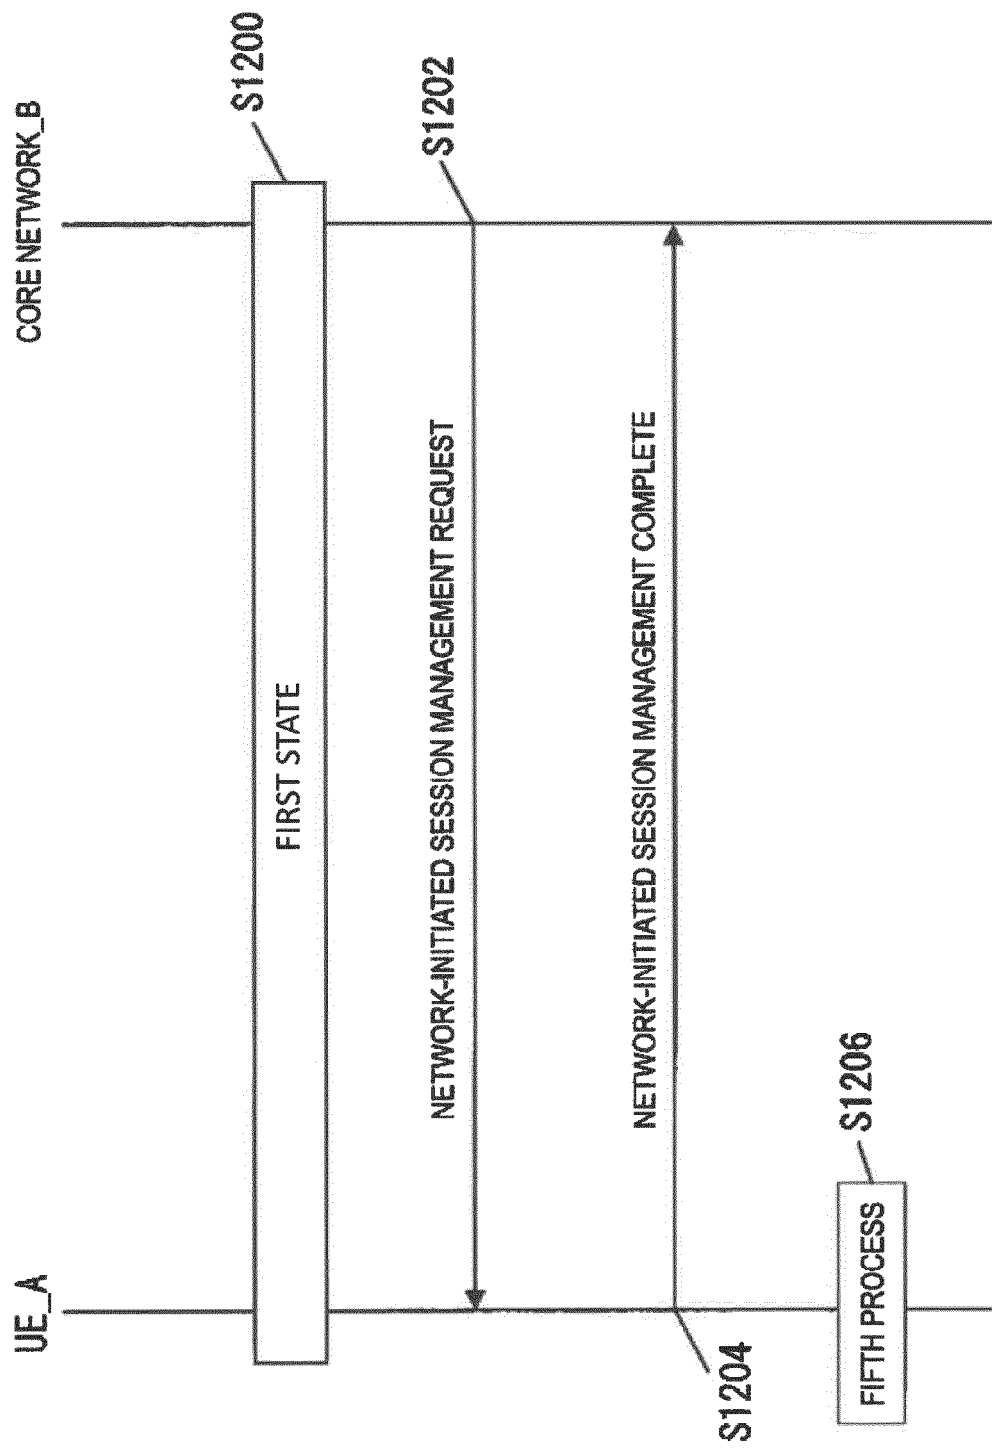 UE_A
CORE NETWORK_B
FIRST STATE
S1200
NETWORK-INITIATED SESSION MANAGEMENT REQUEST
S1202
NETWORK-INITIATED SESSION MANAGEMENT COMPLETE
S1204
FIFTH PROCESS
S1206